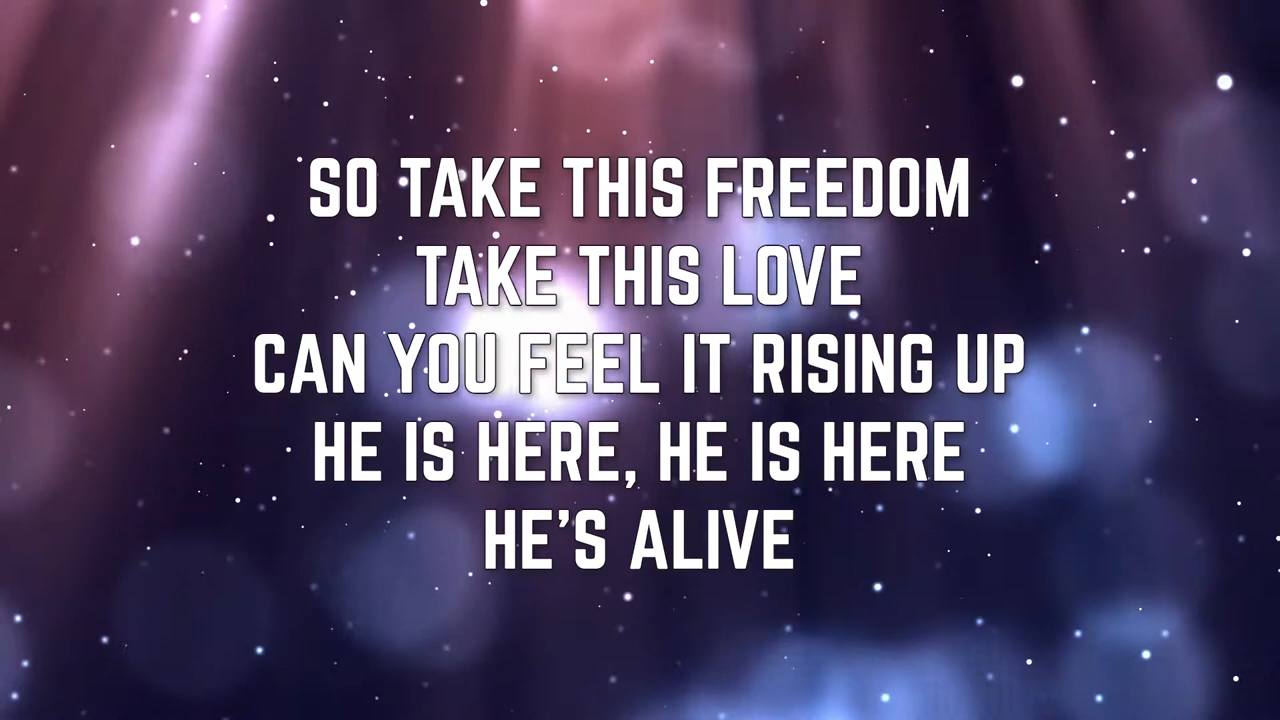 SO TAKE THIS FREEDOM
TAKE THIS LOVE
CAN YOU FEEL IT RISING UP
HE IS HERE, HE IS HERE
HE’S ALIVE